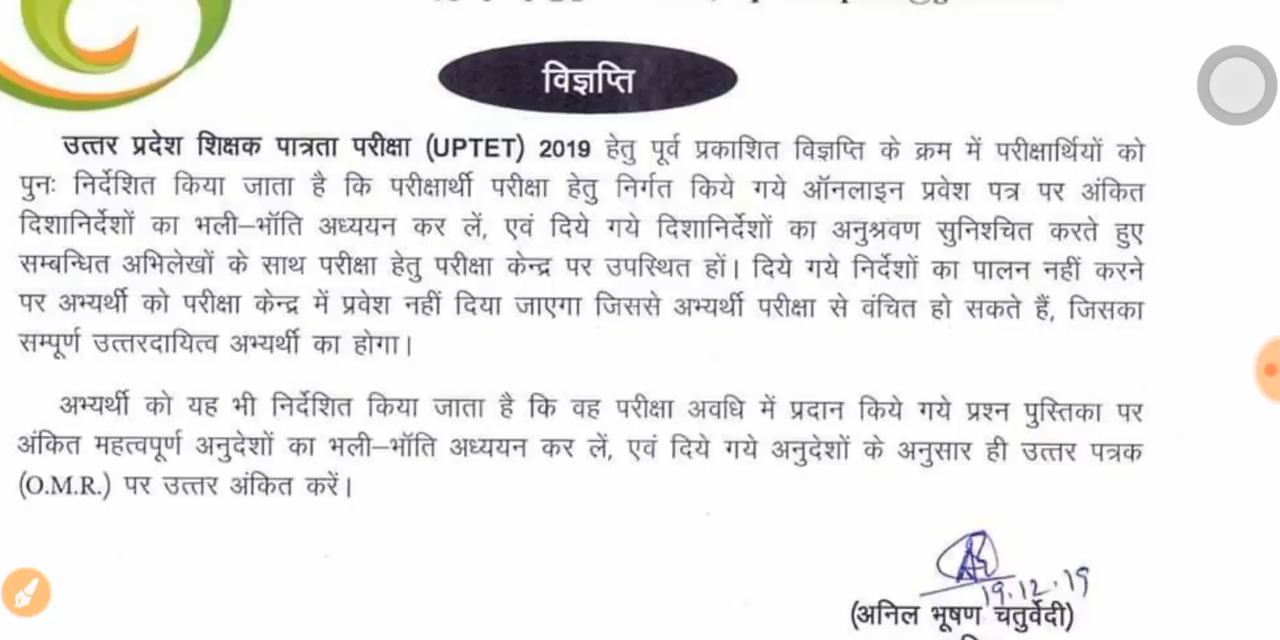 विज्ञप्ति
उत्तर प्रदेश शिक्षक पात्रता परीक्षा (UPTET) 2019 हेतु पूर्व प्रकाशित विज्ञप्ति के क्रम में परीक्षार्थियों को
पुनः निर्देशित किया जाता है कि परीक्षार्थी परीक्षा हेतु निर्गत किये गये ऑनलाइन प्रवेश पत्र पर अंकित
दिशानिर्देशों का भली–भॉति अध्ययन कर लें, एवं दिये गये दिशानिर्देशों का अनुश्रवण सुनिश्चित करते हुए
सम्बन्धित अभिलेखों के साथ परीक्षा हेतु परीक्षा केन्द्र पर उपस्थित हों। दिये गये निर्देशों का पालन नहीं करने
पर अभ्यर्थी को परीक्षा केन्द्र में प्रवेश नहीं दिया जाएगा जिससे अभ्यर्थी परीक्षा से वंचित हो सकते हैं, जिसका
सम्पूर्ण उत्तरदायित्व अभ्यर्थी का होगा।
अभ्यर्थी को यह भी निर्देशित किया जाता है कि वह परीक्षा अवधि में प्रदान किये गये प्रश्न पुस्तिका पर
अंकित महत्वपूर्ण अनुदेशों का भली–भॉति अध्ययन कर लें, एवं दिये गये अनुदेशों के अनुसार ही उत्तर पत्रक
(O.M.R.) पर उत्तर अंकित करें।
19.12.19
(अनिल भूषण चतुर्वेदी)